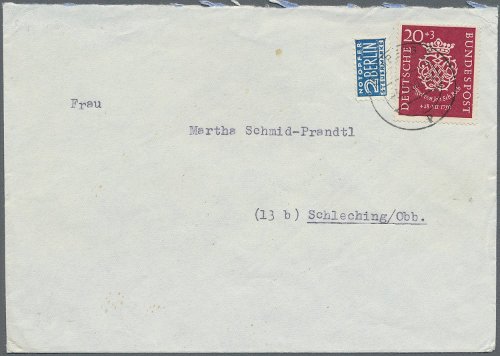 NOTOPFER
2 BERLIN
STEUERMARKE
20+3
DEUTSCHE
BUNDESPOST
Frau
Martha Schmid-Prandtl
(13 b) Schleching/Obb.